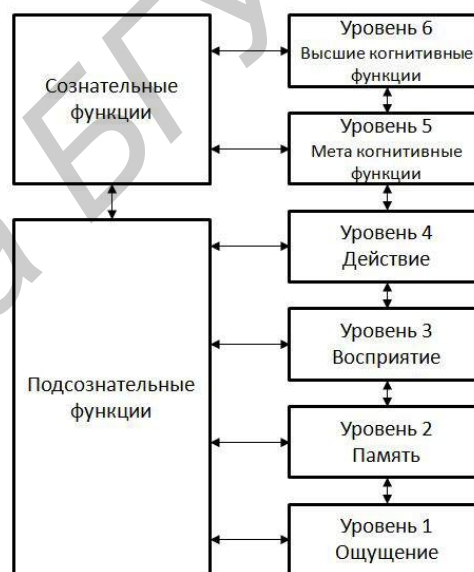 Сознательные
функции
Подсознательные
функции
Уровень 6
Высшие когнитивные
функции
Уровень 5
Мета когнитивные
функции
Уровень 4
Действие
Уровень 3
Восприятие
Уровень 2
Память
Уровень 1
Ощущение